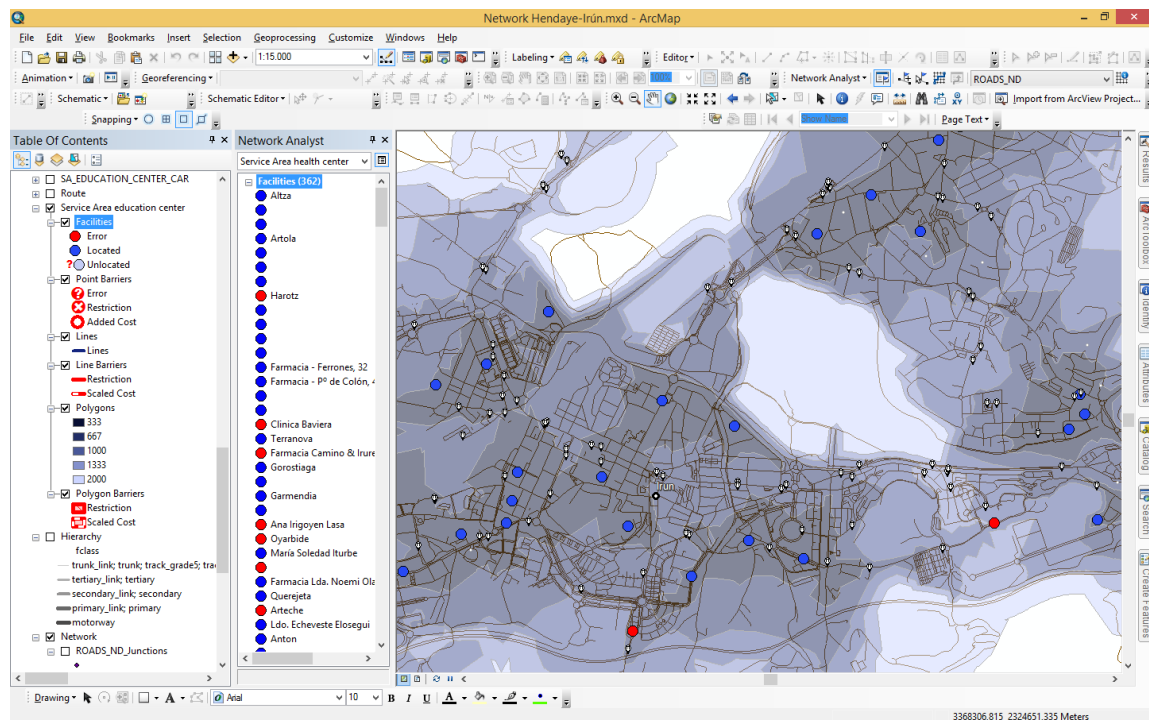 Network Hendaye-Irún.mxd - ArcMap
File Edit View Bookmarks Insert Selection Geoprocessing Customize Windows Help
1:15.000 Labeling Editor
Animation Georeferencing 100% Network Analyst ROADS_ND
Schematic Schematic Editor Import from ArcView Project...
Snapping Show Name Page Text
Table Of Contents
SA_EDUCATION_CENTER_CAR
Route
Service Area education center
Facilities
Error
Located
? Unlocated
Point Barriers
Error
Restriction
Added Cost
Lines
Lines
Line Barriers
Restriction
Scaled Cost
Polygons
333
667
1000
1333
2000
Polygon Barriers
Restriction
Scaled Cost
Hierarchy
fclass
trunk_link; trunk; track_grade5; tra
tertiary_link; tertiary
secondary_link; secondary
primary_link; primary
motorway
Network
ROADS_ND_Junctions
Network Analyst
Service Area health center
Facilities (362)
Altza
Artola
Harotz
Farmacia - Ferrones, 32
Farmacia - Pº de Colón, 4
Clinica Baviera
Terranova
Farmacia Camino & Irure
Gorostiaga
Garmendia
Ana Irigoyen Lasa
Oyarbide
María Soledad Iturbe
Farmacia Lda. Noemi Ola
Querejeta
Arteche
Ldo. Echeveste Elosegui
Anton
Irun
Results
ArcToolbox
Identify
Attributes
Catalog
Search
Create Features
Drawing A Arial 10 B I U A
3368306.815 2324651.335 Meters